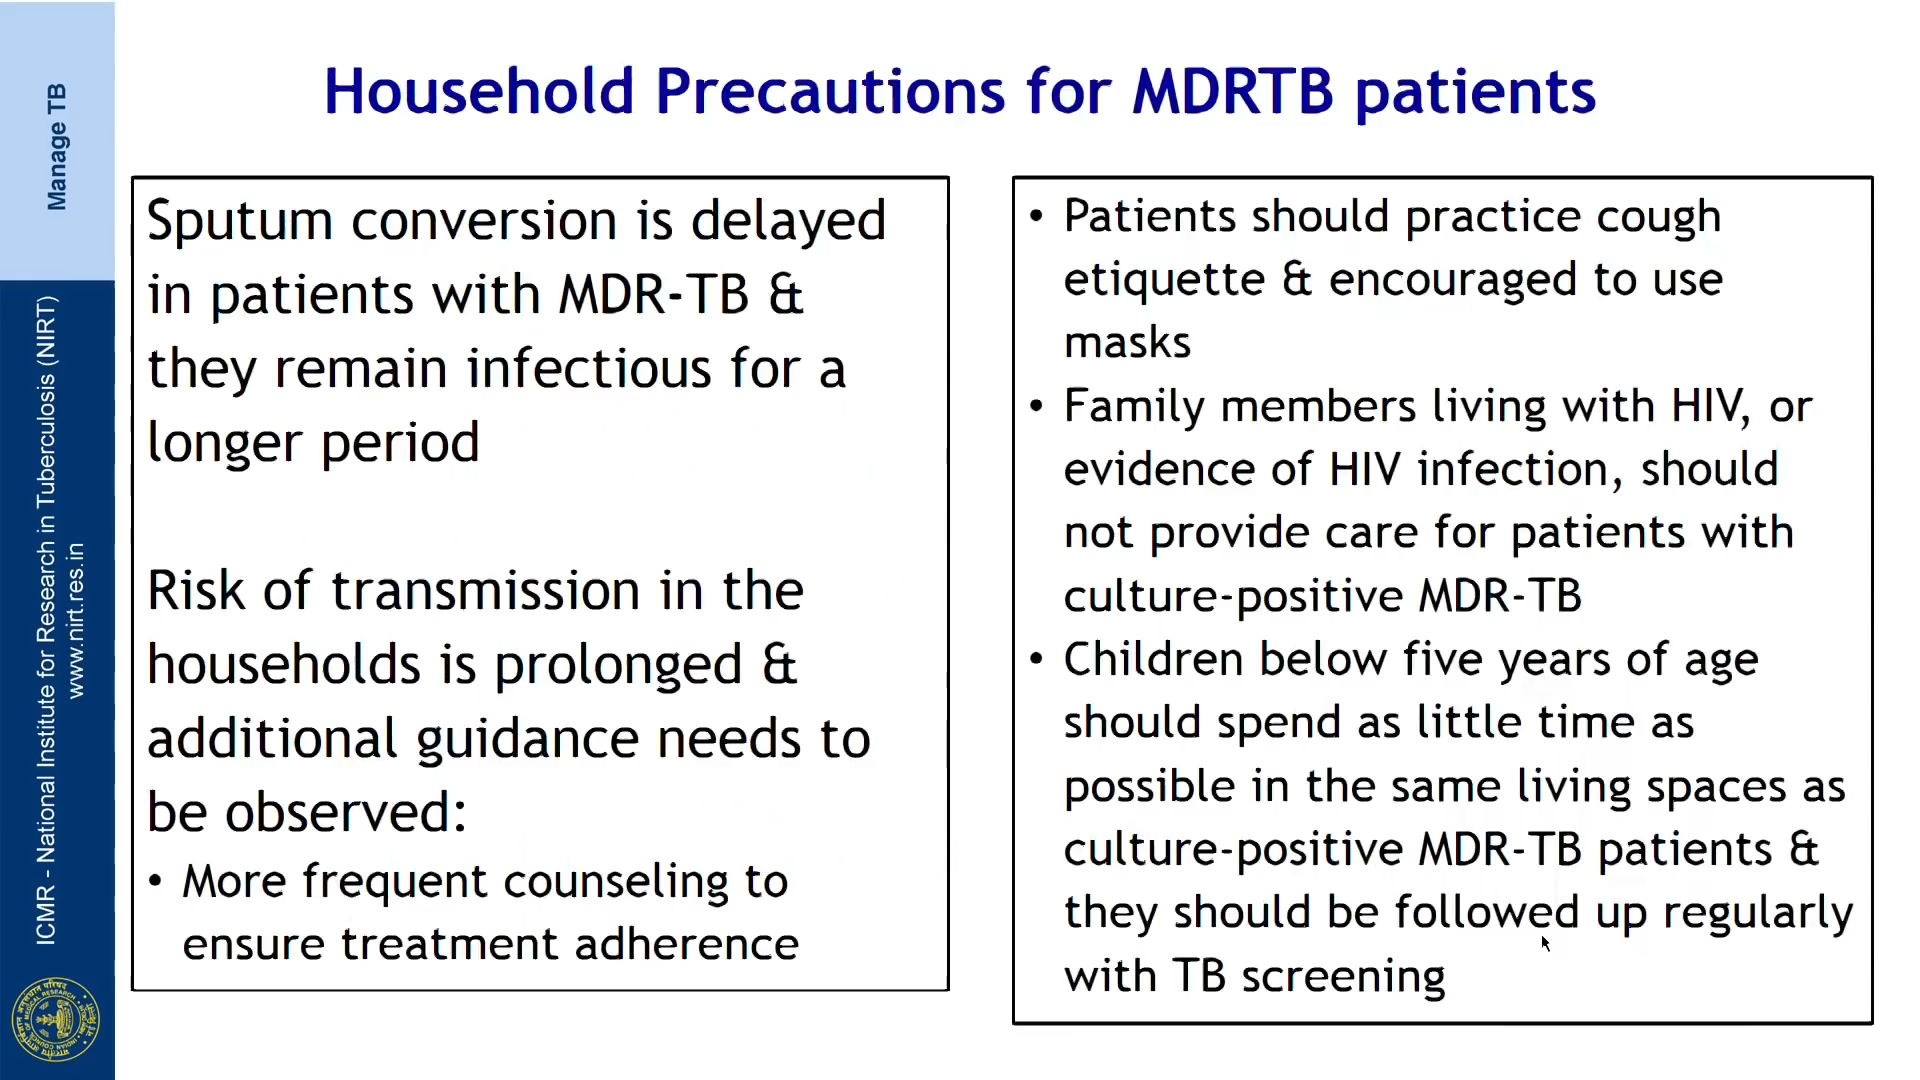 Household Precautions for MDRTB patients
Manage TB
ICMR - National Institute for Research in Tuberculosis (NIRT)
www.nirt.res.in
Sputum conversion is delayed
in patients with MDR-TB &
they remain infectious for a
longer period
Risk of transmission in the
households is prolonged &
additional guidance needs to
be observed:
• More frequent counseling to
ensure treatment adherence
• Patients should practice cough
etiquette & encouraged to use
masks
• Family members living with HIV, or
evidence of HIV infection, should
not provide care for patients with
culture-positive MDR-TB
• Children below five years of age
should spend as little time as
possible in the same living spaces as
culture-positive MDR-TB patients &
they should be followed up regularly
with TB screening